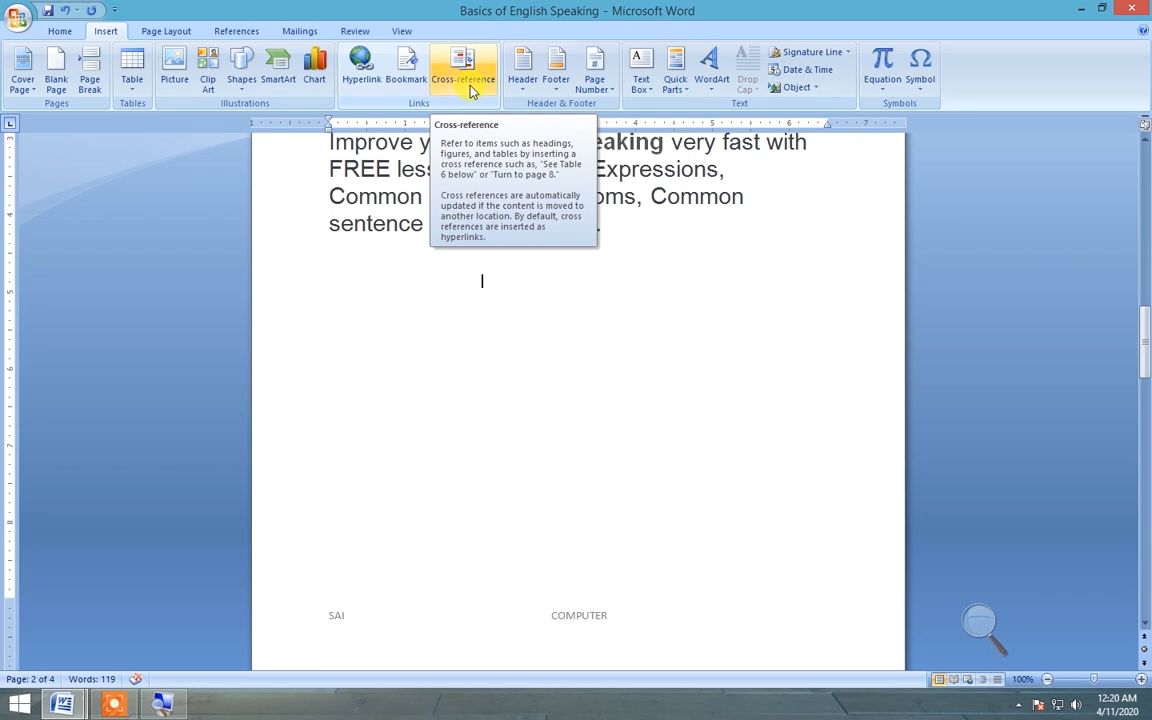 Basics of English Speaking - Microsoft Word
Home Insert Page Layout References Mailings Review View
Cover Page
Blank Page
Page Break
Table
Picture
Clip Art
Shapes
SmartArt
Chart
Hyperlink
Bookmark
Cross-reference
Header
Footer
Page Number
Text Box
Quick Parts
WordArt
Drop Cap
Signature Line
Date & Time
Object
Equation
Symbol
Pages Tables Illustrations Links Header & Footer Text Symbols
Cross-reference
Refer to items such as headings,
figures, and tables by inserting a
cross reference such as, "See Table
6 below" or "Turn to page 8."
Cross references are automatically
updated if the content is moved to
another location. By default, cross
references are inserted as
hyperlinks.
Improve y eaking very fast with
FREE less Expressions,
Common oms, Common
sentence .
SAI COMPUTER
Page: 2 of 4 Words: 119 100%
12:20 AM
4/11/2020